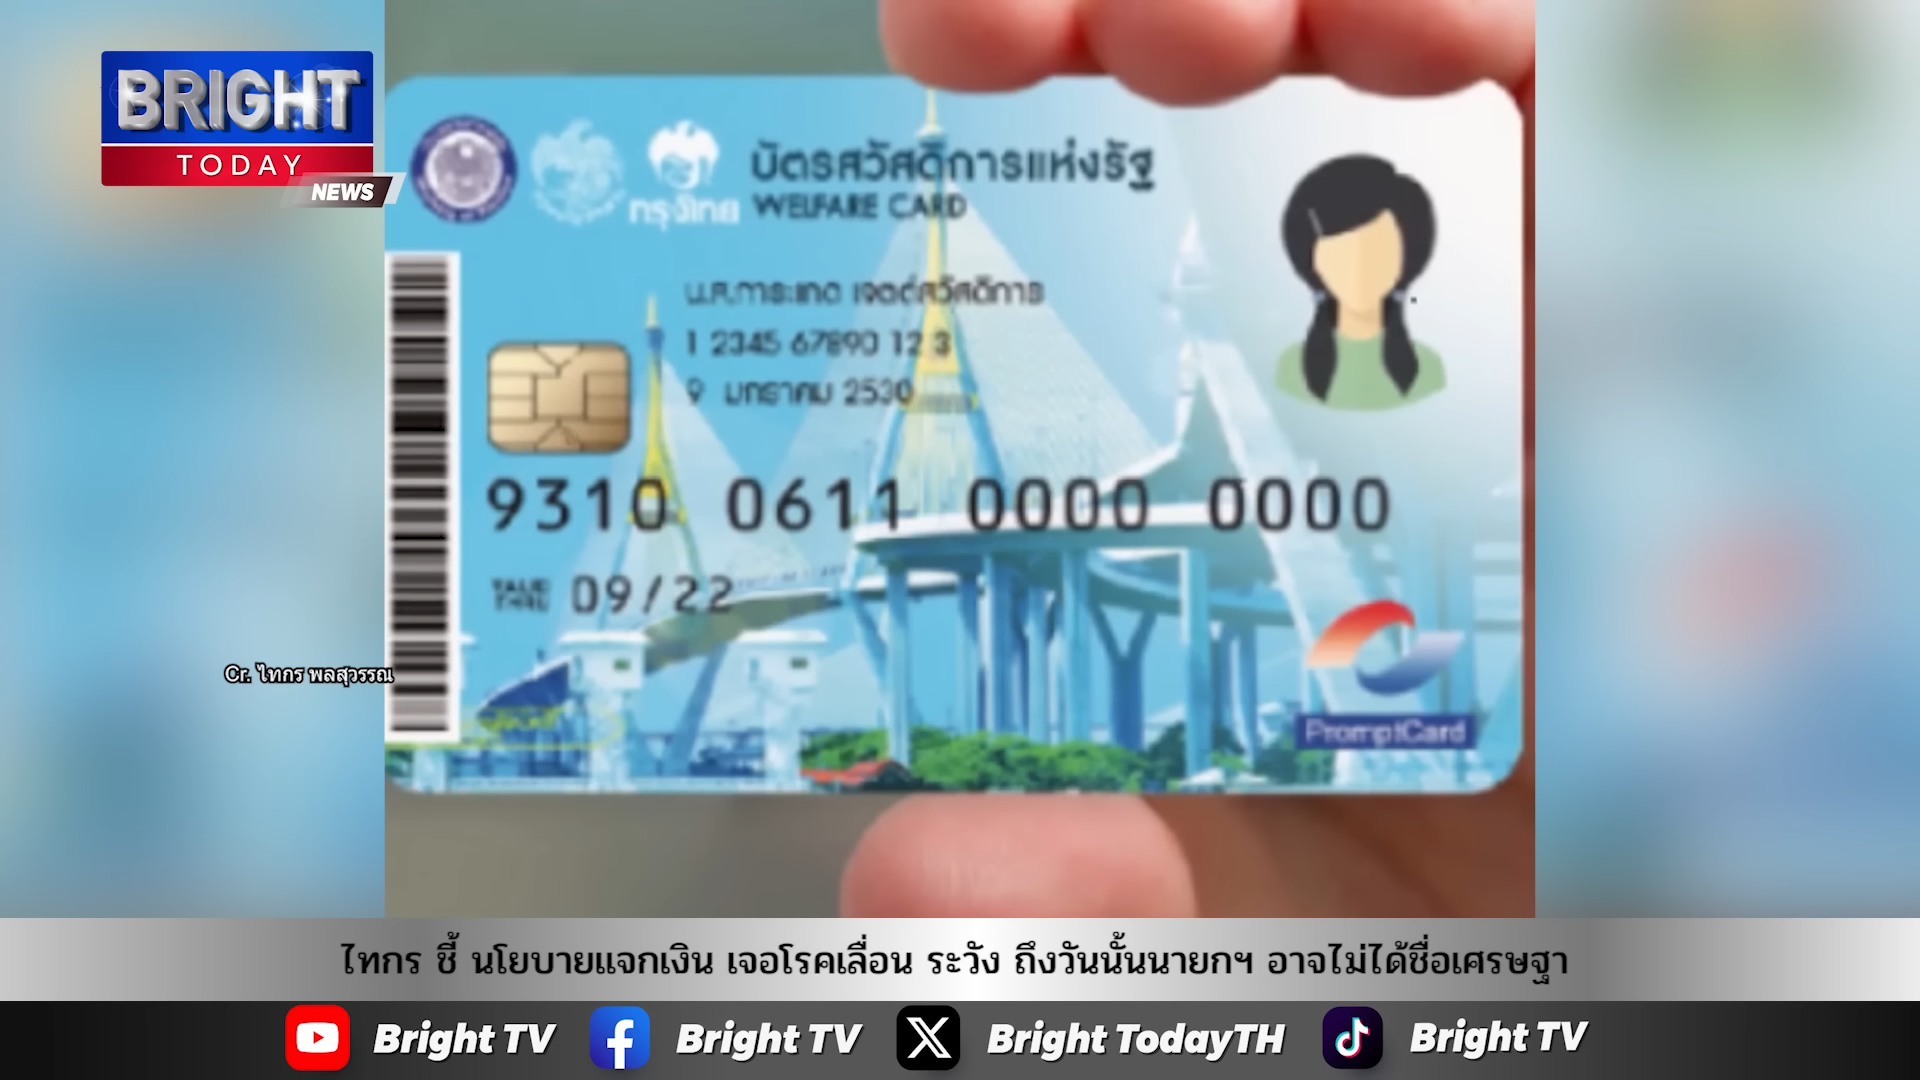 BRIGHT
TODAY
NEWS
กรุงไทย
บัตรสวัสดิการแห่งรัฐ
WELFARE CARD
น.ส.การะเกด เจตต์สวัสดิการ
1 2345 67890 12 3
9 มกราคม 2530
9310 0611 0000 0000
09/22
Cr. ไทกร พลสุวรรณ
PromptCard
ไทกร ชี้ นโยบายแจกเงิน เจอโรคเลื่อน ระวัง ถึงวันนั้นนายกฯ อาจไม่ได้ชื่อเศรษฐา
Bright TV Bright TV Bright TodayTH Bright TV